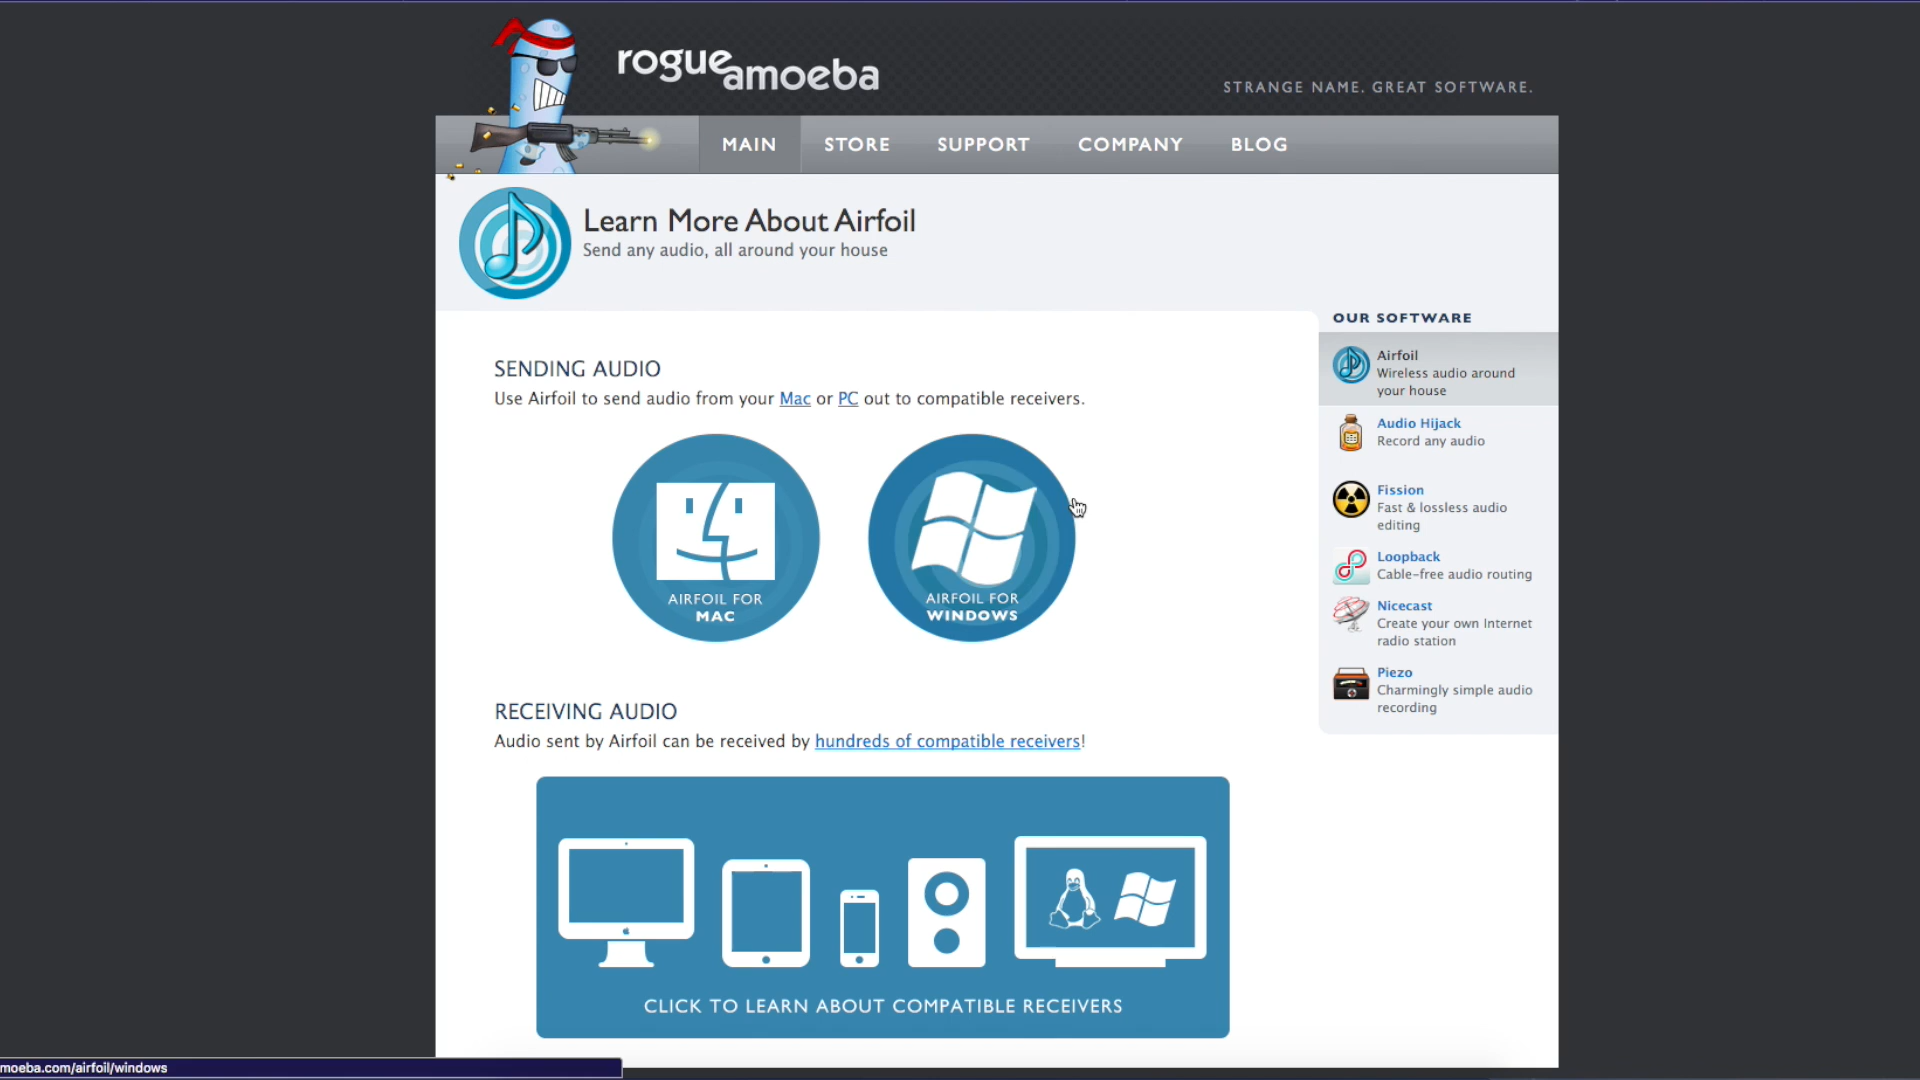 rogue amoeba
STRANGE NAME. GREAT SOFTWARE.
MAIN STORE SUPPORT COMPANY BLOG
Learn More About Airfoil
Send any audio, all around your house
SENDING AUDIO
Use Airfoil to send audio from your Mac or PC out to compatible receivers.
AIRFOIL FOR
MAC
AIRFOIL FOR
WINDOWS
RECEIVING AUDIO
Audio sent by Airfoil can be received by hundreds of compatible receivers!
CLICK TO LEARN ABOUT COMPATIBLE RECEIVERS
OUR SOFTWARE
Airfoil
Wireless audio around
your house
Audio Hijack
Record any audio
Fission
Fast & lossless audio
editing
Loopback
Cable-free audio routing
Nicecast
Create your own Internet
radio station
Piezo
Charmingly simple audio
recording
moeba.com/airfoil/windows